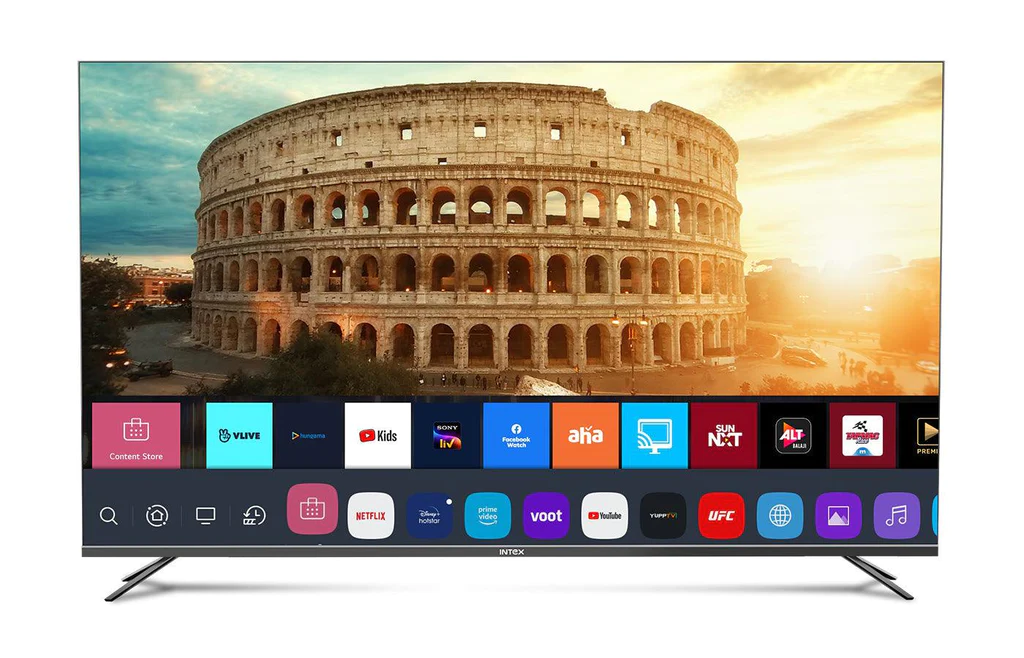 Content Store
VLIVE
hungama
Kids
SONY
liv
Facebook
Watch
aha
SUN
NXT
ALT
BALAJI
m
PREMI
NETFLIX
Disney+
hotstar
prime
video
voot
YouTube
YUPPTV
UFC
INTEX